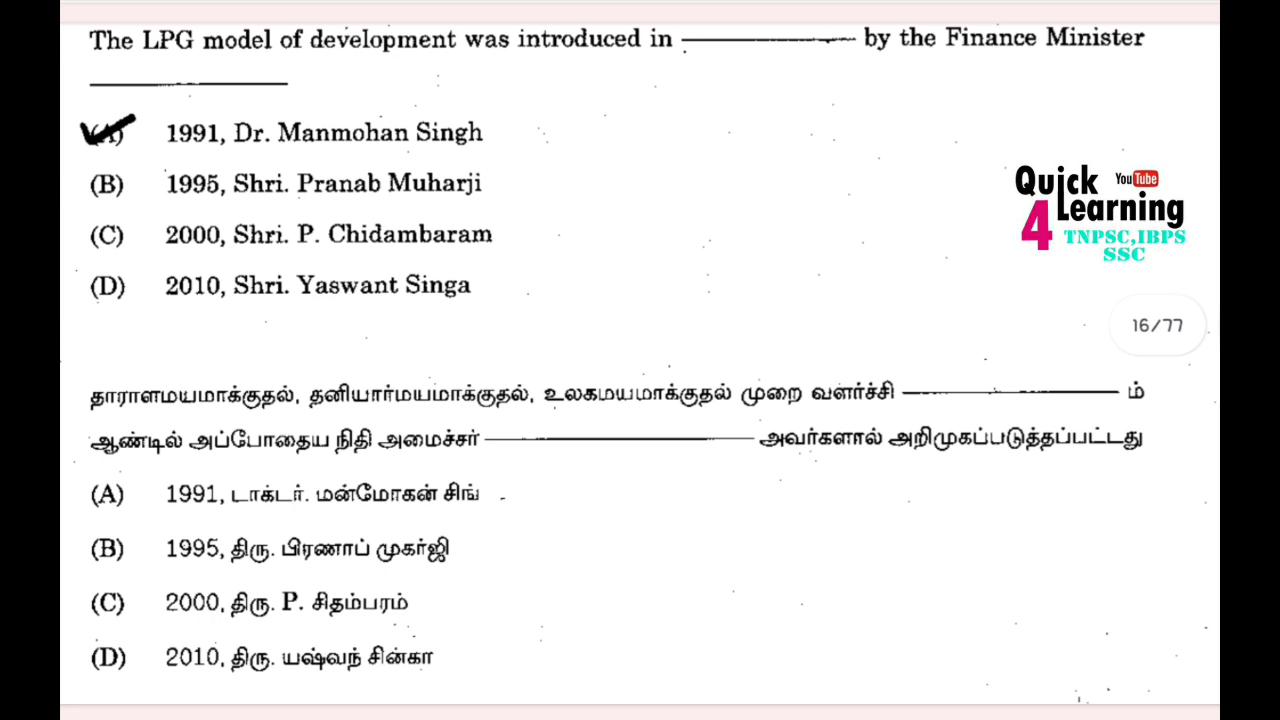 The LPG model of development was introduced in ———— by the Finance Minister
————
(A) 1991, Dr. Manmohan Singh
(B) 1995, Shri. Pranab Muharji
(C) 2000, Shri. P. Chidambaram
(D) 2010, Shri. Yaswant Singa
Quick YouTube
4 Learning
TNPSC,IBPS
SSC
16/77
தாராளமயமாக்குதல், தனியார்மயமாக்குதல், உலகமயமாக்குதல் முறை வளர்ச்சி ———— ம்
ஆண்டில் அப்போதைய நிதி அமைச்சர் ———— அவர்களால் அறிமுகப்படுத்தப்பட்டது
(A) 1991, டாக்டர். மன்மோகன் சிங்
(B) 1995, திரு. பிரணாப் முகர்ஜி
(C) 2000, திரு. P. சிதம்பரம்
(D) 2010, திரு. யஷ்வந் சின்கா